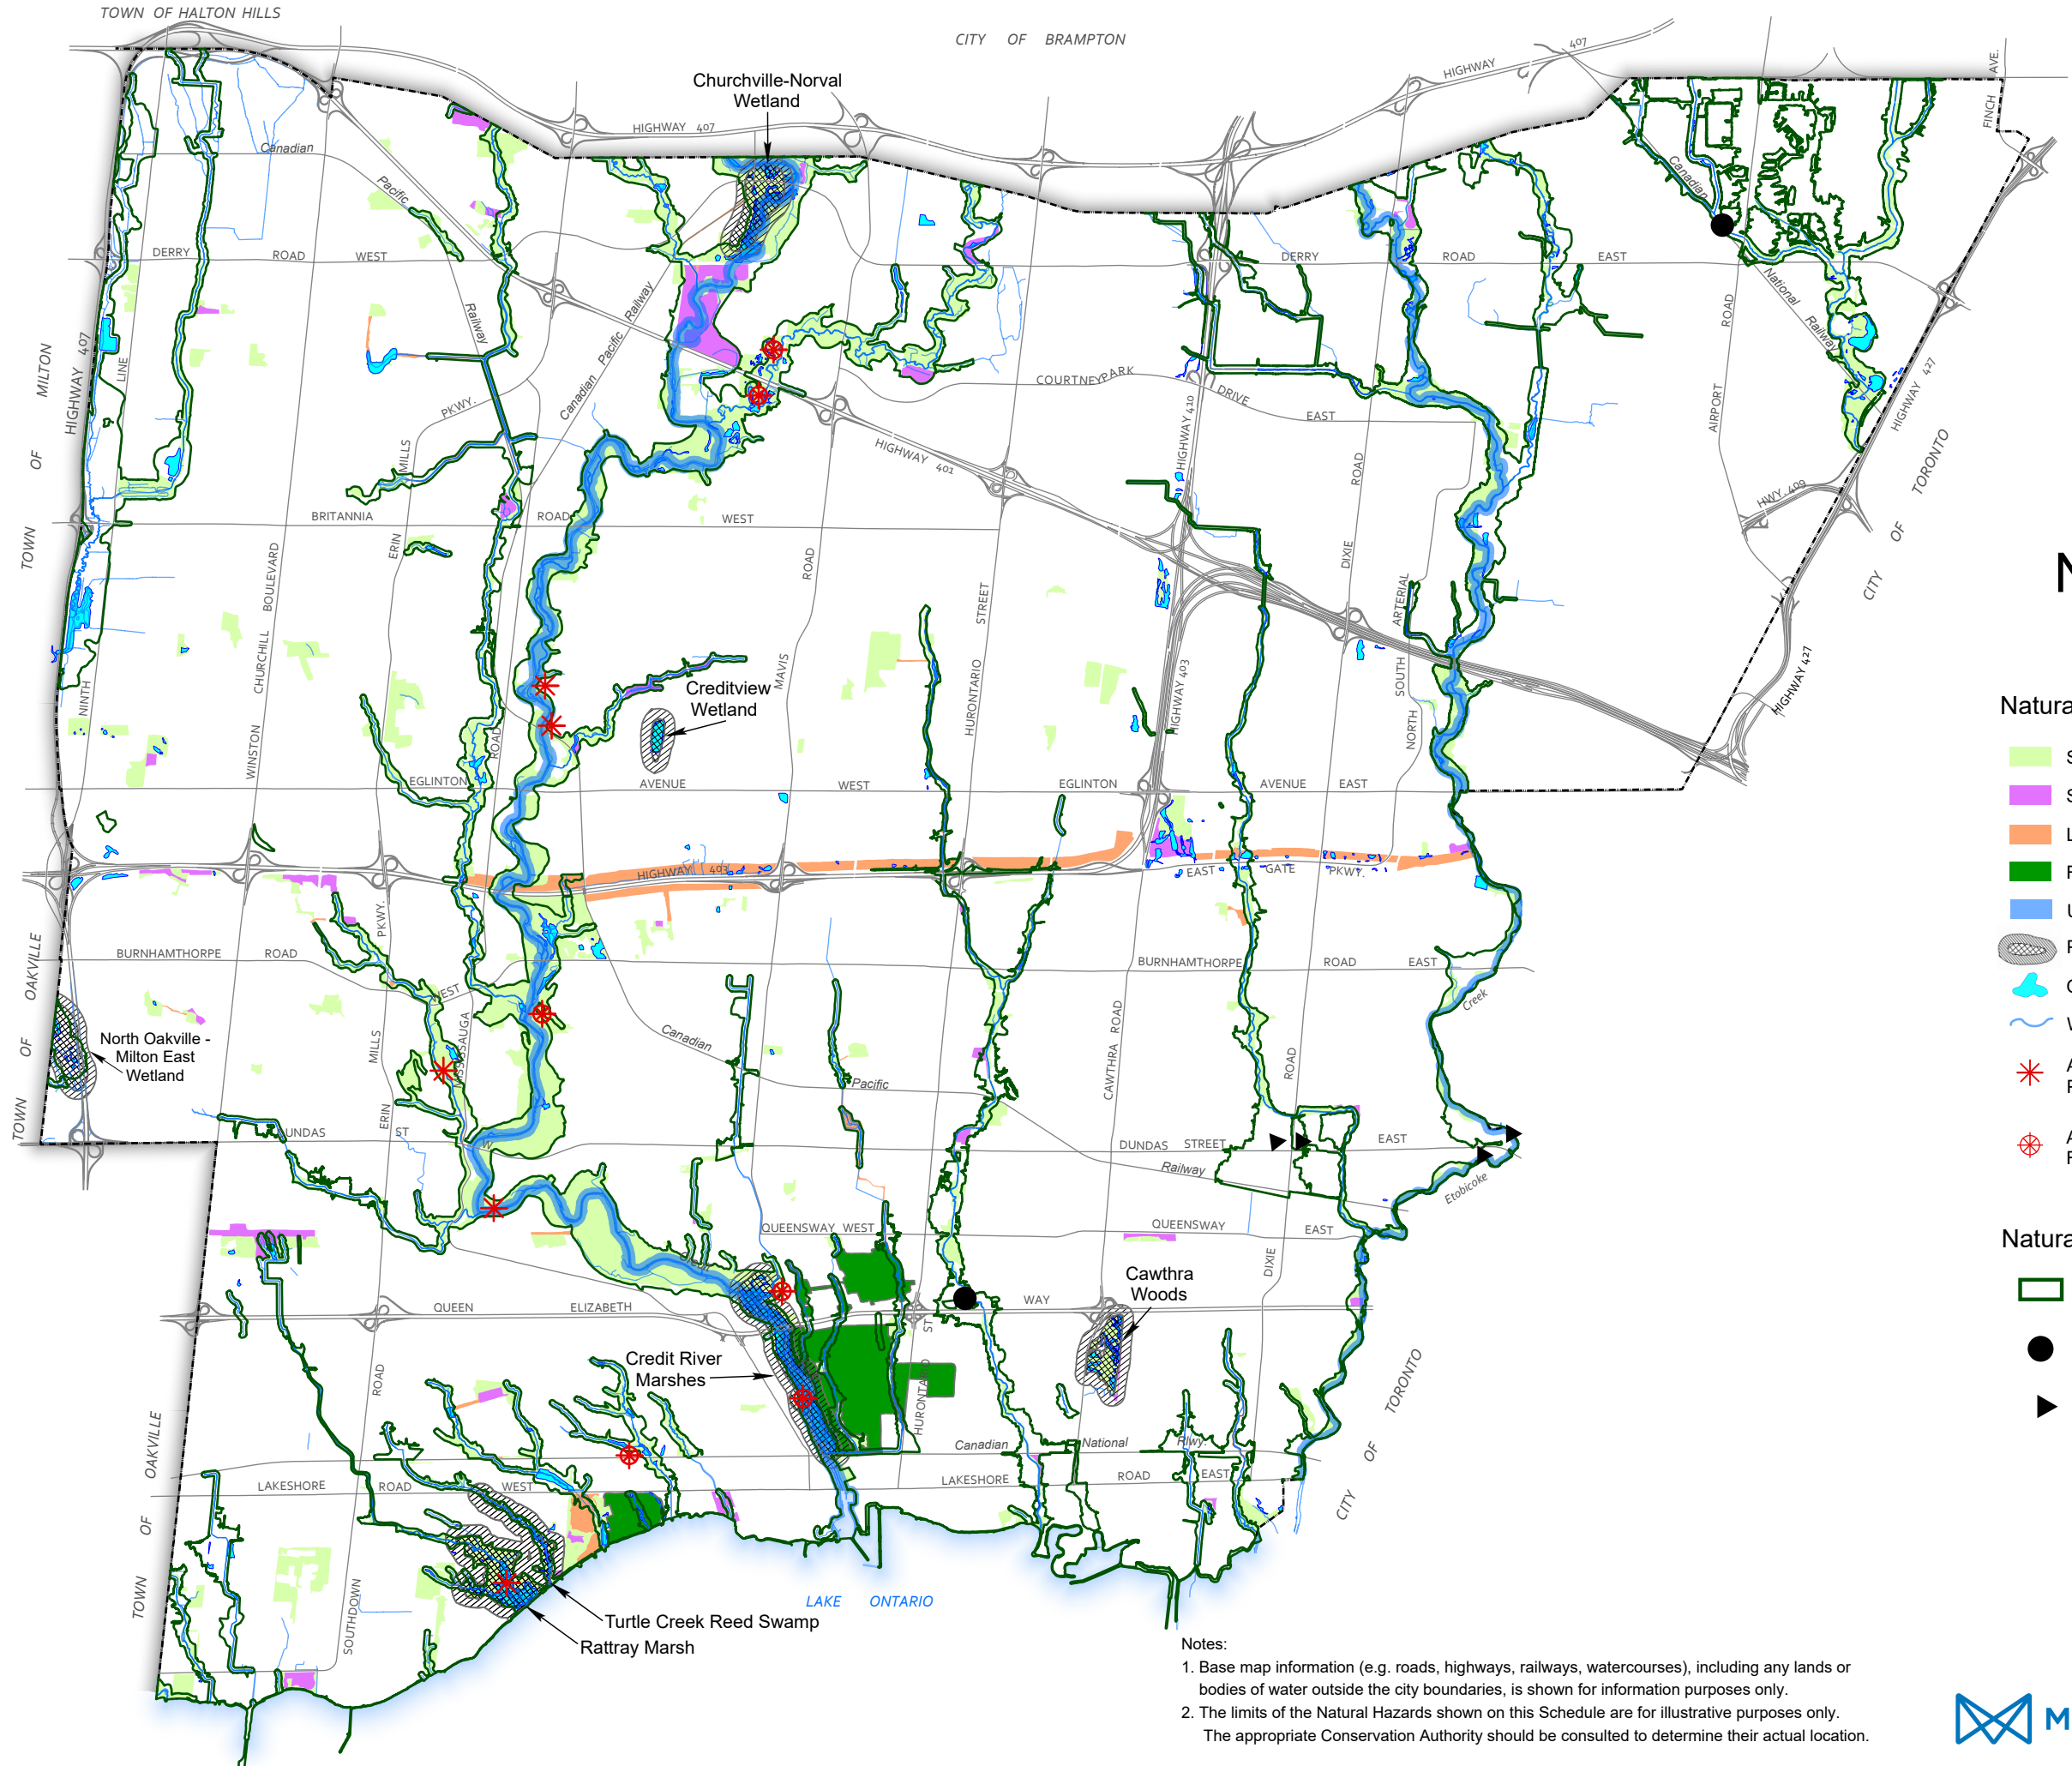 TOWN OF HALTON HILLS
CITY OF BRAMPTON
HIGHWAY 407
FINCH AVE.
Churchville-Norval
Wetland
HIGHWAY 407
Canadian
Pacific
Railway
Canadian
National
Railway
DERRY ROAD WEST
DERRY ROAD EAST
TOWN OF MILTON
HIGHWAY 407
LINE
NINTH
Canadian Pacific Railway
COURTNEYPARK DRIVE EAST
HIGHWAY 401
HIGHWAY 410
PKWY.
MILLS
ERIN
AIRPORT ROAD
HIGHWAY 427
HWY. 409
CITY OF TORONTO
BRITANNIA ROAD WEST
WINSTON CHURCHILL BOULEVARD
ROAD
MAVIS ROAD
HURONTARIO STREET
DIXIE ROAD
SOUTH
NORTH
ARTERIAL
HIGHWAY 403
HIGHWAY 427
Creditview
Wetland
N
EGLINTON AVENUE WEST
EGLINTON AVENUE EAST
HIGHWAY 403
EAST GATE PKWY.
PKWY.
BURNHAMTHORPE ROAD WEST
BURNHAMTHORPE ROAD EAST
TOWN OF OAKVILLE
North Oakville -
Milton East
Wetland
MILLS
ERIN
CAWTHRA ROAD
ROAD
DIXIE
Canadian
Pacific
Railway
Creek
Etobicoke
ST W
DUNDAS STREET EAST
QUEENSWAY WEST
QUEENSWAY EAST
QUEEN ELIZABETH WAY
Cawthra
Woods
Credit River
Marshes
HURONTARIO ST
Canadian National Rlwy.
LAKESHORE ROAD WEST
LAKESHORE ROAD EAST
SOUTHDOWN
ROAD
TOWN OF OAKVILLE
CITY OF TORONTO
LAKE ONTARIO
Turtle Creek Reed Swamp
Rattray Marsh
Natura
S
S
L
F
U
P
W
A
A
Natura
Notes:
1. Base map information (e.g. roads, highways, railways, watercourses), including any lands or
bodies of water outside the city boundaries, is shown for information purposes only.
2. The limits of the Natural Hazards shown on this Schedule are for illustrative purposes only.
The appropriate Conservation Authority should be consulted to determine their actual location.
M